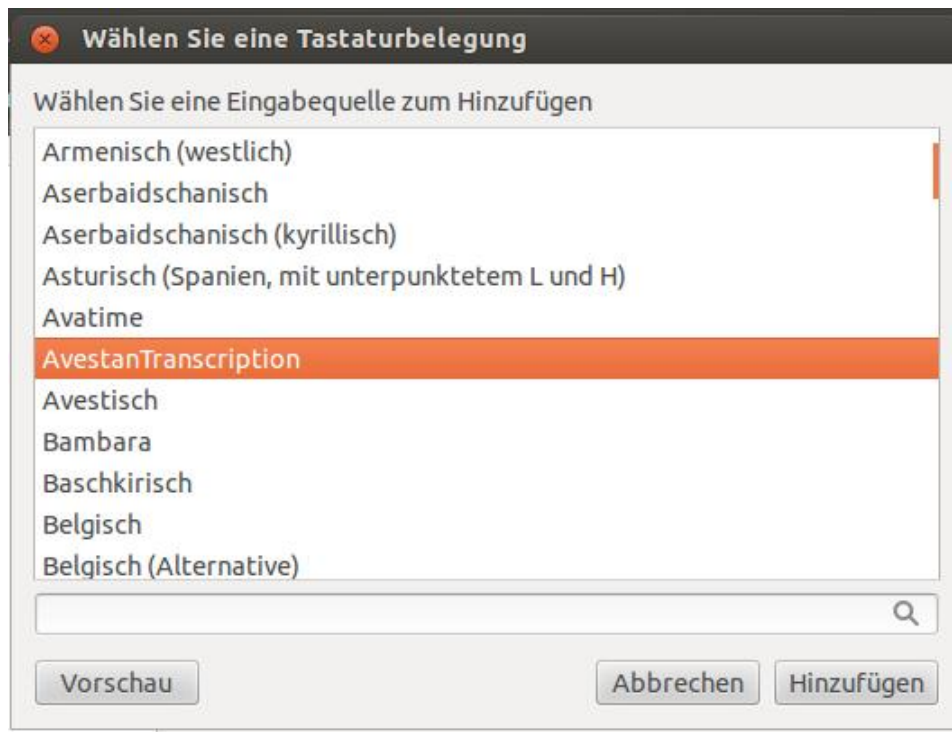 Wählen Sie eine Tastaturbelegung
Wählen Sie eine Eingabequelle zum Hinzufügen
Armenisch (westlich)
Aserbaidschanisch
Aserbaidschanisch (kyrillisch)
Asturisch (Spanien, mit unterpunktetem L und H)
Avatime
AvestanTranscription
Avestisch
Bambara
Baschkirisch
Belgisch
Belgisch (Alternative)
Vorschau Abbrechen Hinzufügen